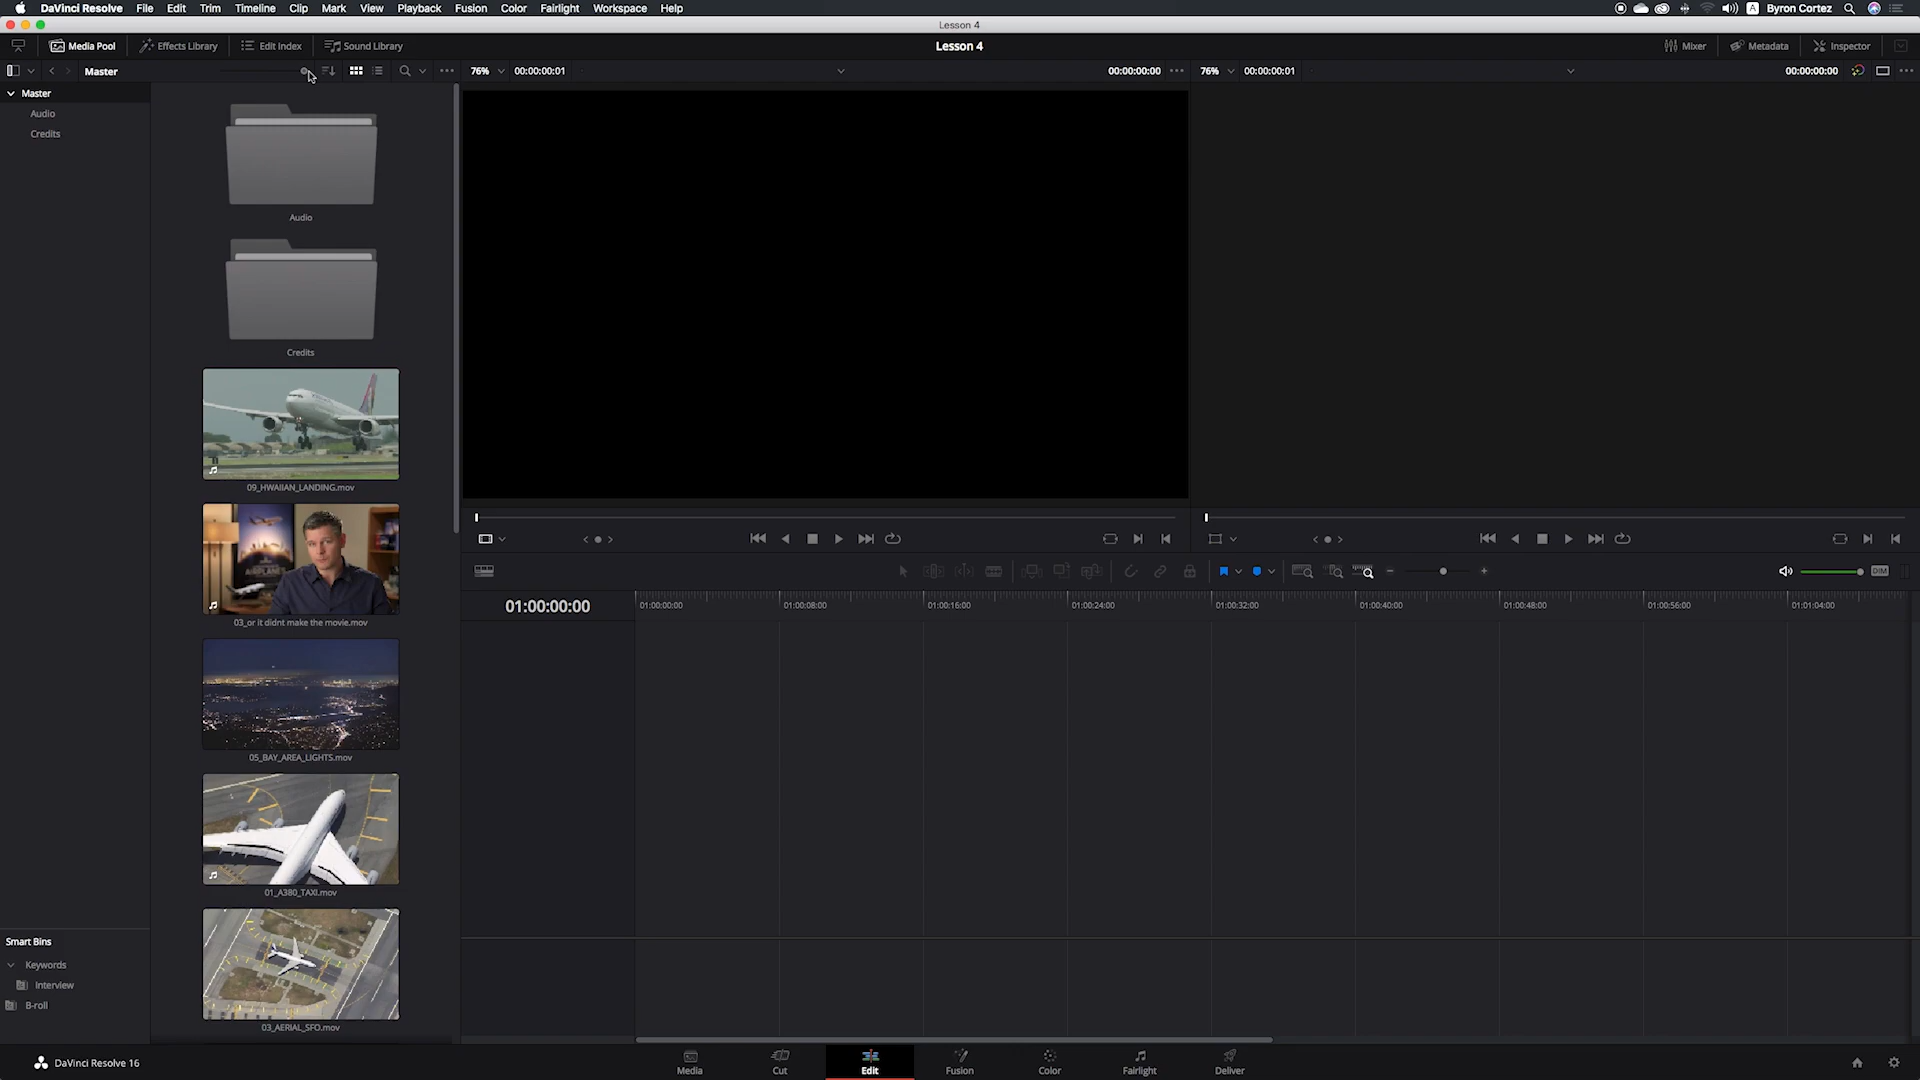 DaVinci Resolve File Edit Trim Timeline Clip Mark View Playback Fusion Color Fairlight Workspace Help A Byron Cortez
Lesson 4
Media Pool Effects Library Edit Index Sound Library Lesson 4 Mixer Metadata Inspector
Master 76% 00:00:00:01 00:00:00:00 76% 00:00:00:01 00:00:00:00
Master
Audio
Credits
Audio
Credits
09_HWAIIAN_LANDING.mov
03_or it didnt make the movie.mov
05_BAY_AREA_LIGHTS.mov
01_A380_TAXI.mov
03_AERIAL_SFO.mov
DIM
01:00:00:00 01:00:00:00 01:00:08:00 01:00:16:00 01:00:24:00 01:00:32:00 01:00:40:00 01:00:48:00 01:00:56:00 01:01:04:00
Smart Bins
Keywords
Interview
B-roll
DaVinci Resolve 16
Media Cut Edit Fusion Color Fairlight Deliver